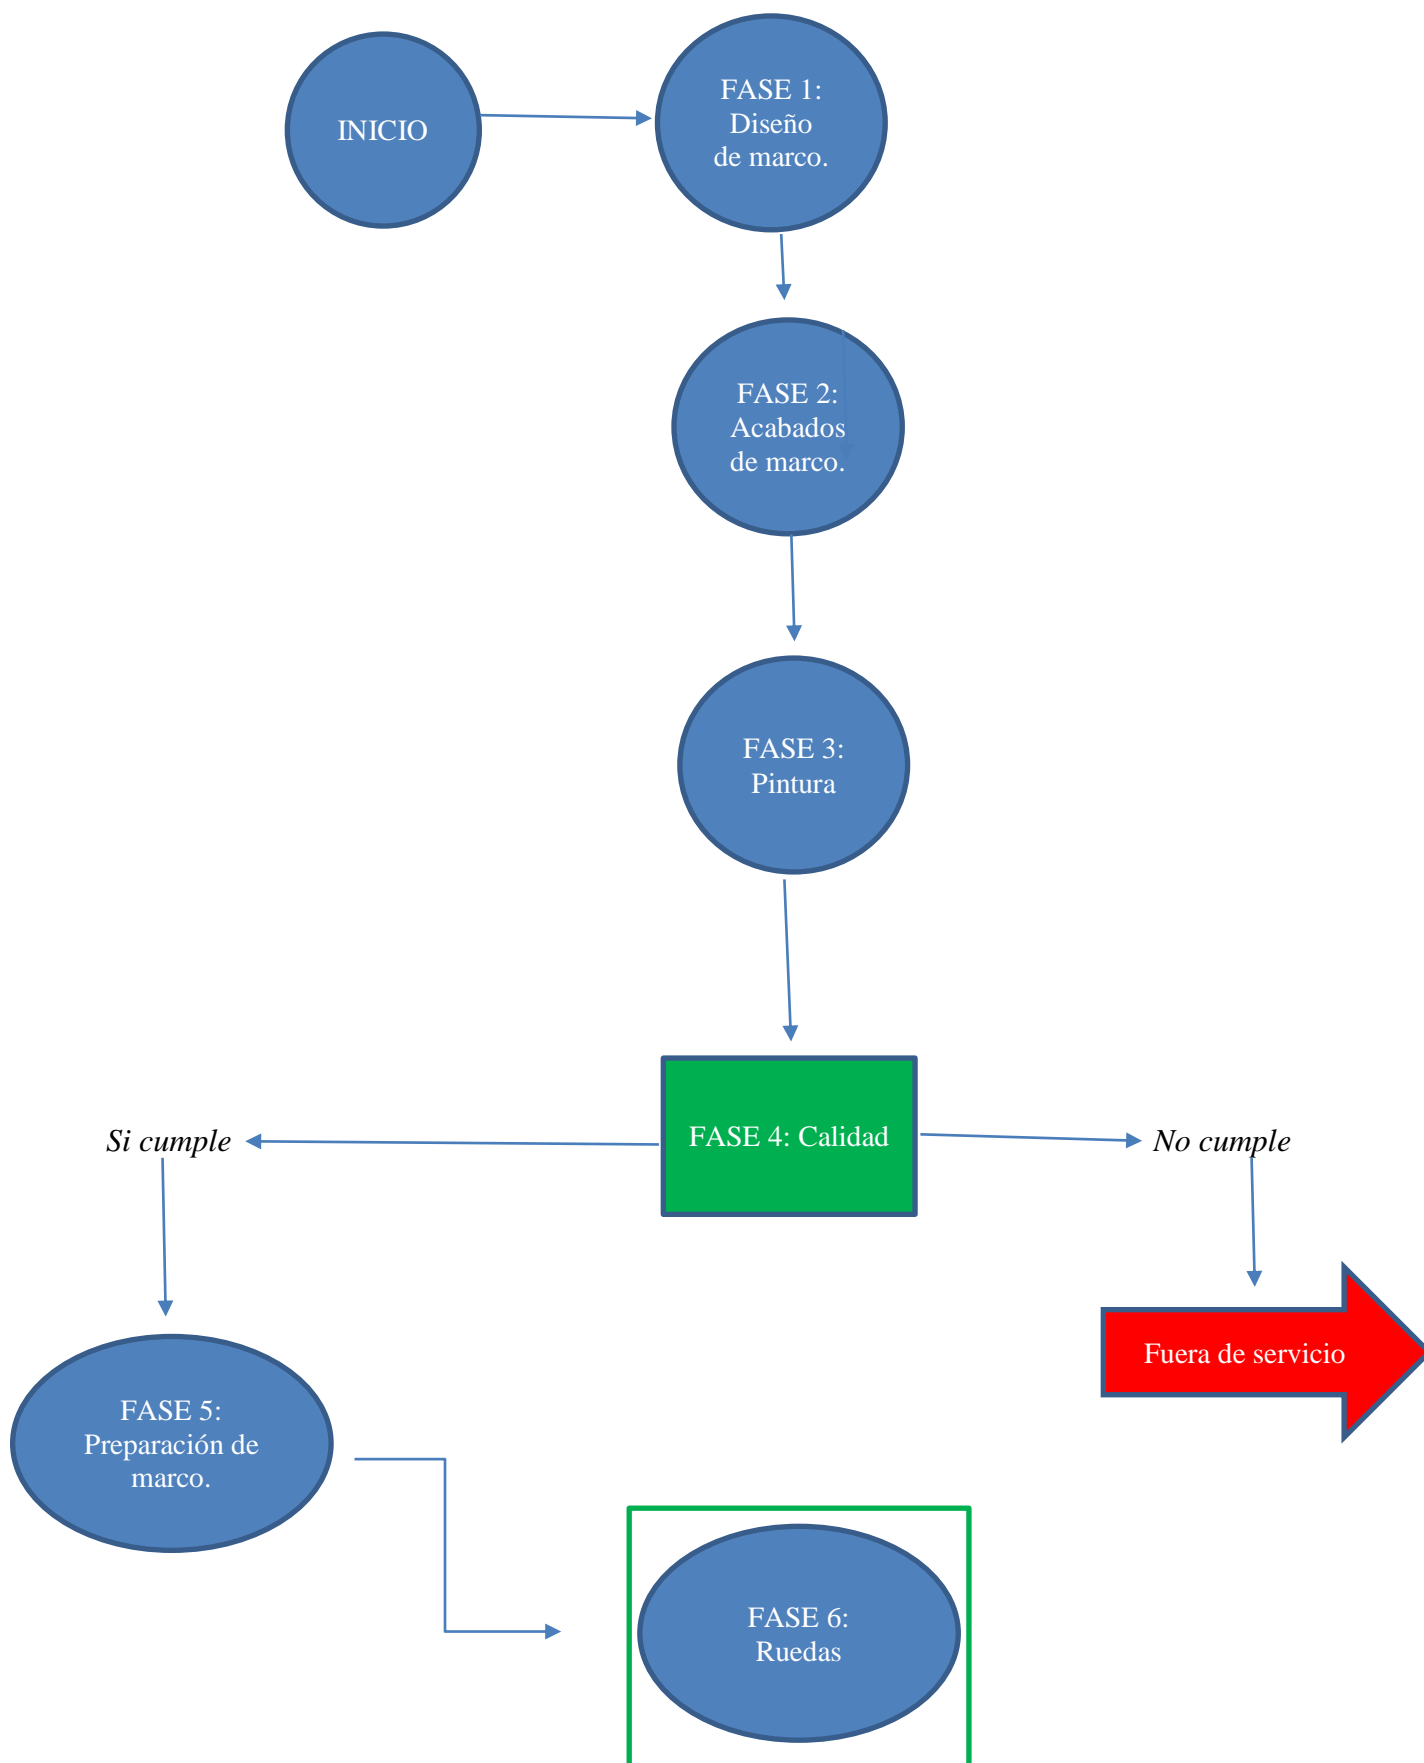 INICIO
FASE 1:
Diseño
de marco.
FASE 2:
Acabados
de marco.
FASE 3:
Pintura
FASE 4: Calidad
Si cumple
No cumple
Fuera de servicio
FASE 5:
Preparación de
marco.
FASE 6:
Ruedas